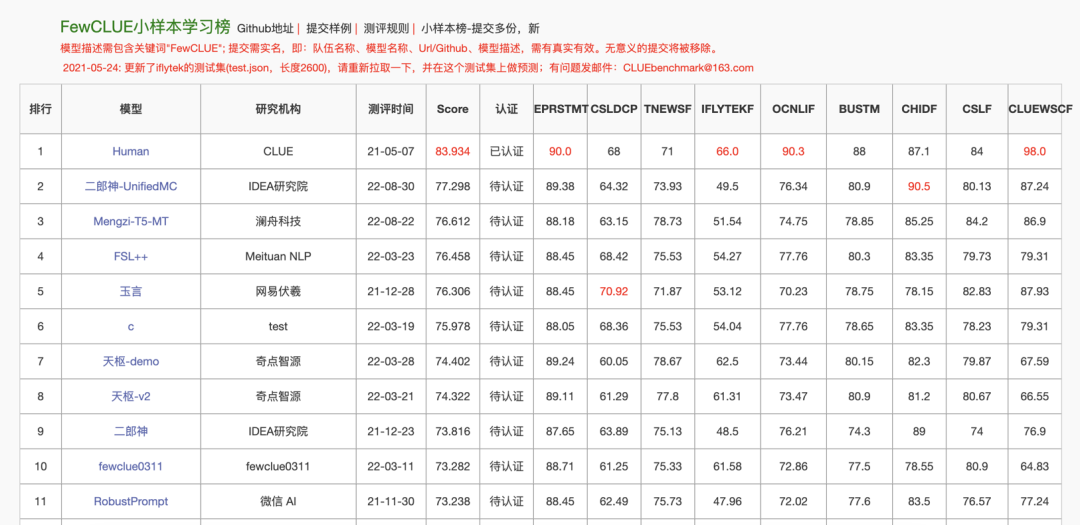 FewCLUE小样本学习榜 Github地址 | 提交样例 | 测评规则 | 小样本榜-提交多份，新
模型描述需包含关键词"FewCLUE"; 提交需实名，即：队伍名称、模型名称、Url/Github、模型描述，需有真实有效。无意义的提交将被移除。
2021-05-24: 更新了iflytek的测试集(test.json，长度2600)，请重新拉取一下，并在这个测试集上做预测；有问题发邮件：CLUEbenchmark@163.com
排行 模型 研究机构 测评时间 Score 认证 EPRSTMT CSLDCP TNEWSF IFLYTEKF OCNLIF BUSTM CHIDF CSLF CLUEWSCF
1 Human CLUE 21-05-07 83.934 已认证 90.0 68 71 66.0 90.3 88 87.1 84 98.0
2 二郎神-UnifiedMC IDEA研究院 22-08-30 77.298 待认证 89.38 64.32 73.93 49.5 76.34 80.9 90.5 80.13 87.24
3 Mengzi-T5-MT 澜舟科技 22-08-22 76.612 待认证 88.18 63.15 78.73 51.54 74.75 78.85 85.25 84.2 86.9
4 FSL++ Meituan NLP 22-03-23 76.458 待认证 88.45 68.42 75.53 54.27 77.76 80.3 83.35 79.73 79.31
5 玉言 网易伏羲 21-12-28 76.306 待认证 88.45 70.92 71.87 53.12 70.23 78.75 78.15 82.83 87.93
6 c test 22-03-19 75.978 待认证 88.05 68.36 75.53 54.04 77.76 78.65 83.35 78.23 79.31
7 天枢-demo 奇点智源 22-03-28 74.402 待认证 89.24 60.05 78.67 62.5 73.44 80.15 82.3 79.87 67.59
8 天枢-v2 奇点智源 22-03-21 74.322 待认证 89.11 61.29 77.8 61.31 73.47 80.9 81.2 80.67 66.55
9 二郎神 IDEA研究院 21-12-23 73.816 待认证 87.65 63.89 75.13 48.5 76.21 74.3 89 74 76.9
10 fewclue0311 fewclue0311 22-03-11 73.282 待认证 88.71 61.25 75.33 61.58 72.86 77.5 78.55 80.9 64.83
11 RobustPrompt 微信 AI 21-11-30 73.238 待认证 88.45 62.49 75.73 47.96 72.02 77.6 83.5 76.57 77.24